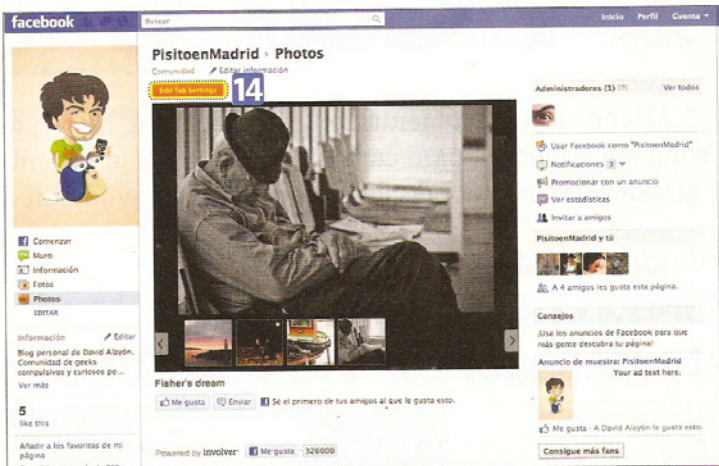 facebook
Buscar
Inicio Perfil Cuenta
PisitoenMadrid › Photos
Comunidad Editar información
Edit Tab Settings
14
Comenzar
Muro
Información
Fotos
Photos
EDITAR
Información Editar
Blog personal de David Alayón.
Comunidad de geeks
compulsivos y curiosos pe...
Ver más
5
like this
Añadir a los favoritos de mi
página
Fisher's dream
Me gusta Enviar Sé el primero de tus amigos al que le gusta esto.
Powered by involver Me gusta 326000
Administradores (1) [?] Ver todos
Usar Facebook como "PisitoenMadrid"
Notificaciones 3
Promocionar con un anuncio
Ver estadísticas
Invitar a amigos
PisitoenMadrid y tú
A 4 amigos les gusta esta página.
Consejos
¡Usa los anuncios de Facebook para que
más gente descubra tu página!
Anuncio de muestra: PisitoenMadrid
Your ad text here.
Me gusta · A David Alayón le gusta esto.
Consigue más fans